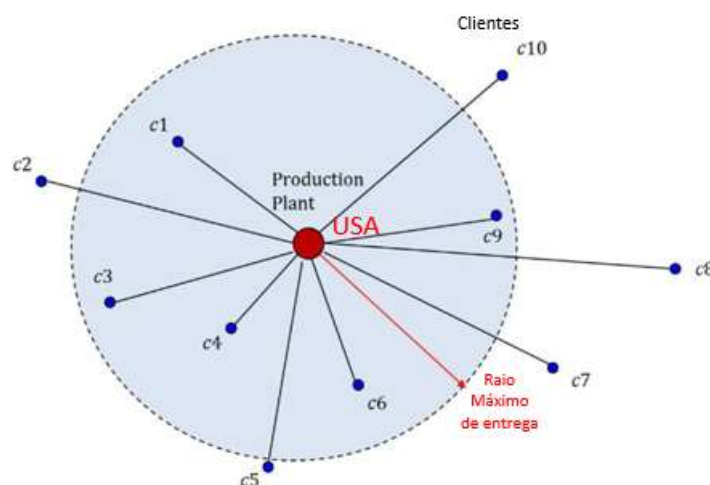 Clientes
c10
c1
c2
Production
Plant
USA
c9
c8
c3
c4
c7
c6
Raio
Máximo
de entrega
c5